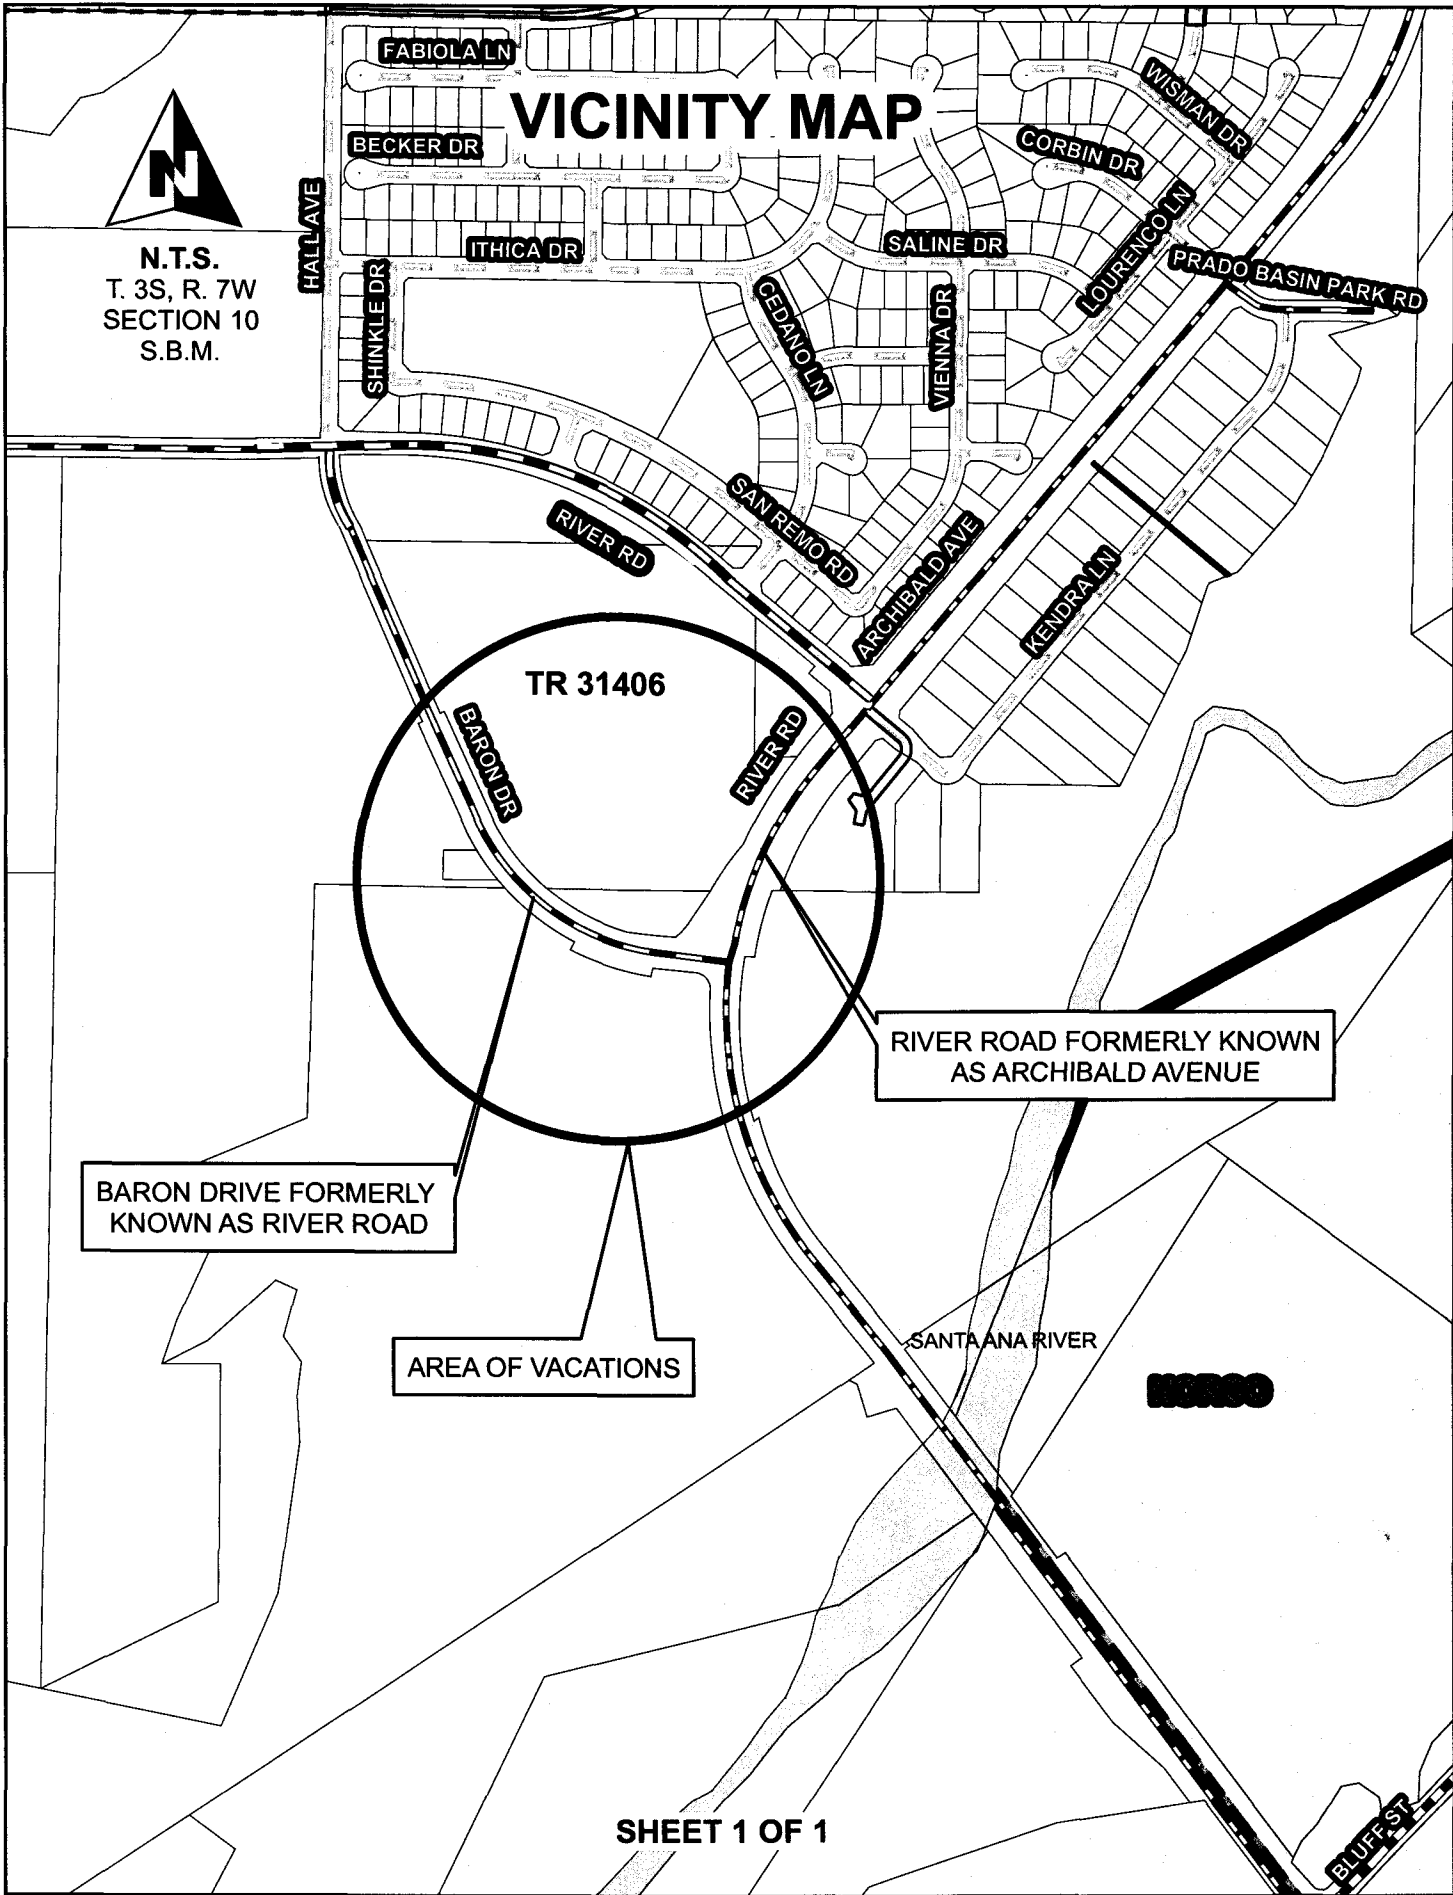 FABIOLA LN
VICINITY MAP
WISMAN DR
BECKER DR
CORBIN DR
N
HALL AVE
LOURENCO LN
ITHICA DR
SALINE DR
N.T.S.
T. 3S, R. 7W
SECTION 10
S.B.M.
PRADO BASIN PARK RD
SHINKLE DR
CEDANO LN
VIENNA DR
SAN REMO RD
RIVER RD
ARCHIBALD AVE
KENDRA LN
TR 31406
BARON DR
RIVER RD
RIVER ROAD FORMERLY KNOWN
AS ARCHIBALD AVENUE
BARON DRIVE FORMERLY
KNOWN AS RIVER ROAD
SANTA ANA RIVER
AREA OF VACATIONS
NORCO
SHEET 1 OF 1
BLUFF ST